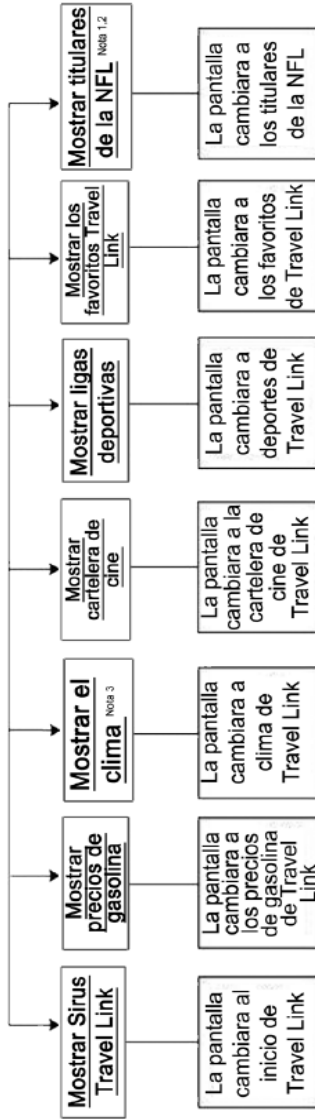 Mostrar Sirus
Travel Link
Mostrar
precios de
gasolina
Mostrar el
clima Nota 3
Mostrar
cartelera de
cine
Mostrar ligas
deportivas
Mostrar los
favoritos Travel
Link
Mostrar titulares
de la NFL Nota 1,2
La pantalla
cambiara al
inicio de
Travel Link
La pantalla
cambiara a
los precios
de gasolina
de Travel
Link
La pantalla
cambiara a
clima de
Travel Link
La pantalla
cambiara a la
cartelera de
cine de
Travel Link
La pantalla
cambiara a
deportes de
Travel Link
La pantalla
cambiara a
los favoritos
de Travel Link
La pantalla
cambiara a
los titulares
de la NFL